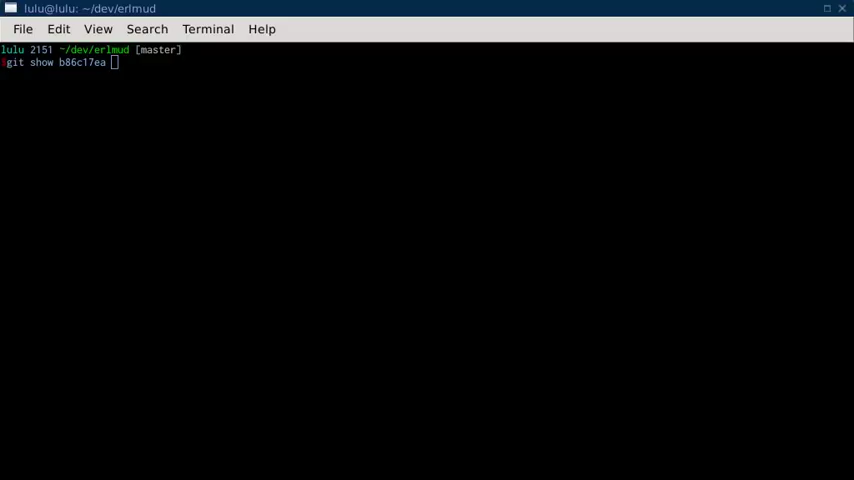 lulu@lulu: ~/dev/erlmud
File Edit View Search Terminal Help
lulu 2151 ~/dev/erlmud [master]
$git show b86c17ea